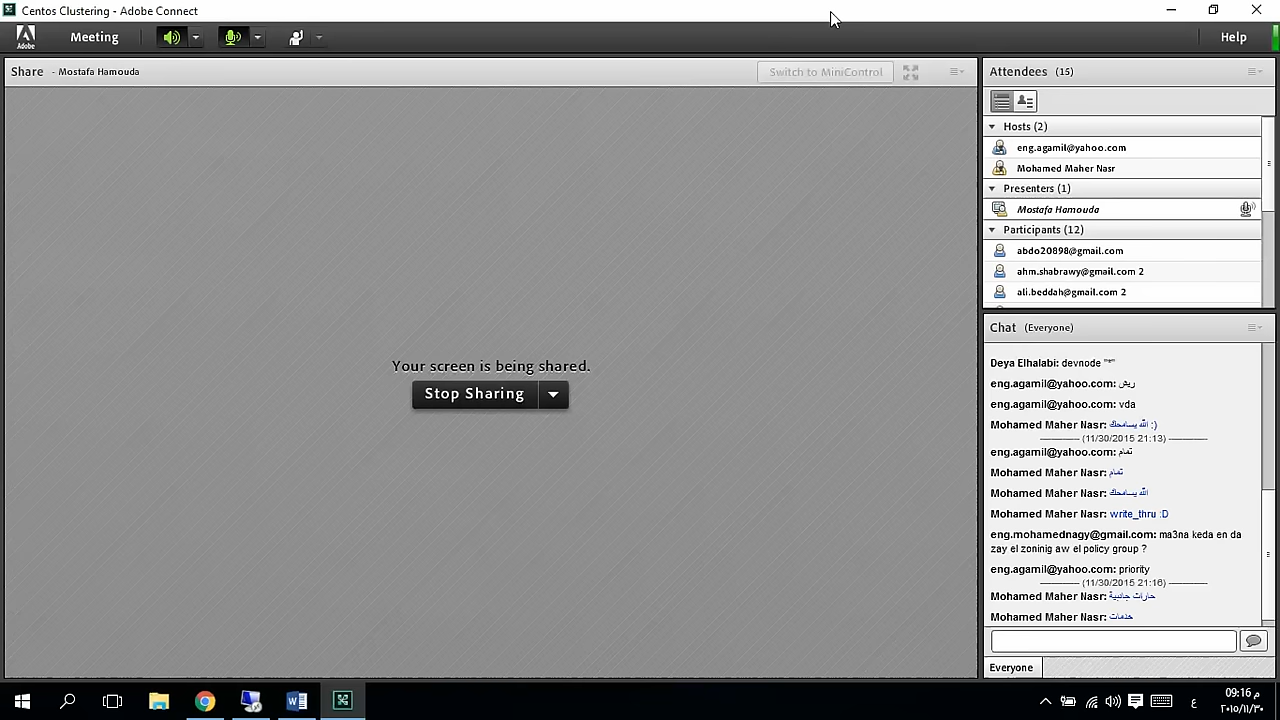 Centos Clustering - Adobe Connect
Adobe
Meeting
Help
Share - Mostafa Hamouda
Switch to MiniControl
Your screen is being shared.
Stop Sharing
Attendees (15)
Hosts (2)
eng.agamil@yahoo.com
Mohamed Maher Nasr
Presenters (1)
Mostafa Hamouda
Participants (12)
abdo20898@gmail.com
ahm.shabrawy@gmail.com 2
ali.beddah@gmail.com 2
Chat (Everyone)
Deya Elhalabi: devnode "*"
eng.agamil@yahoo.com: ريش
eng.agamil@yahoo.com: vda
Mohamed Maher Nasr: الله يسامحك :)
(11/30/2015 21:13)
eng.agamil@yahoo.com: تمام
Mohamed Maher Nasr: تمام
Mohamed Maher Nasr: الله يسامحك
Mohamed Maher Nasr: write_thru :D
eng.mohamednagy@gmail.com: ma3na keda en da
zay el zoninig aw el policy group ?
eng.agamil@yahoo.com: priority
(11/30/2015 21:16)
Mohamed Maher Nasr: حارات جانبية
Mohamed Maher Nasr: خدمات
Everyone
ع
09:16 م
٢٠١٥/١١/٣٠